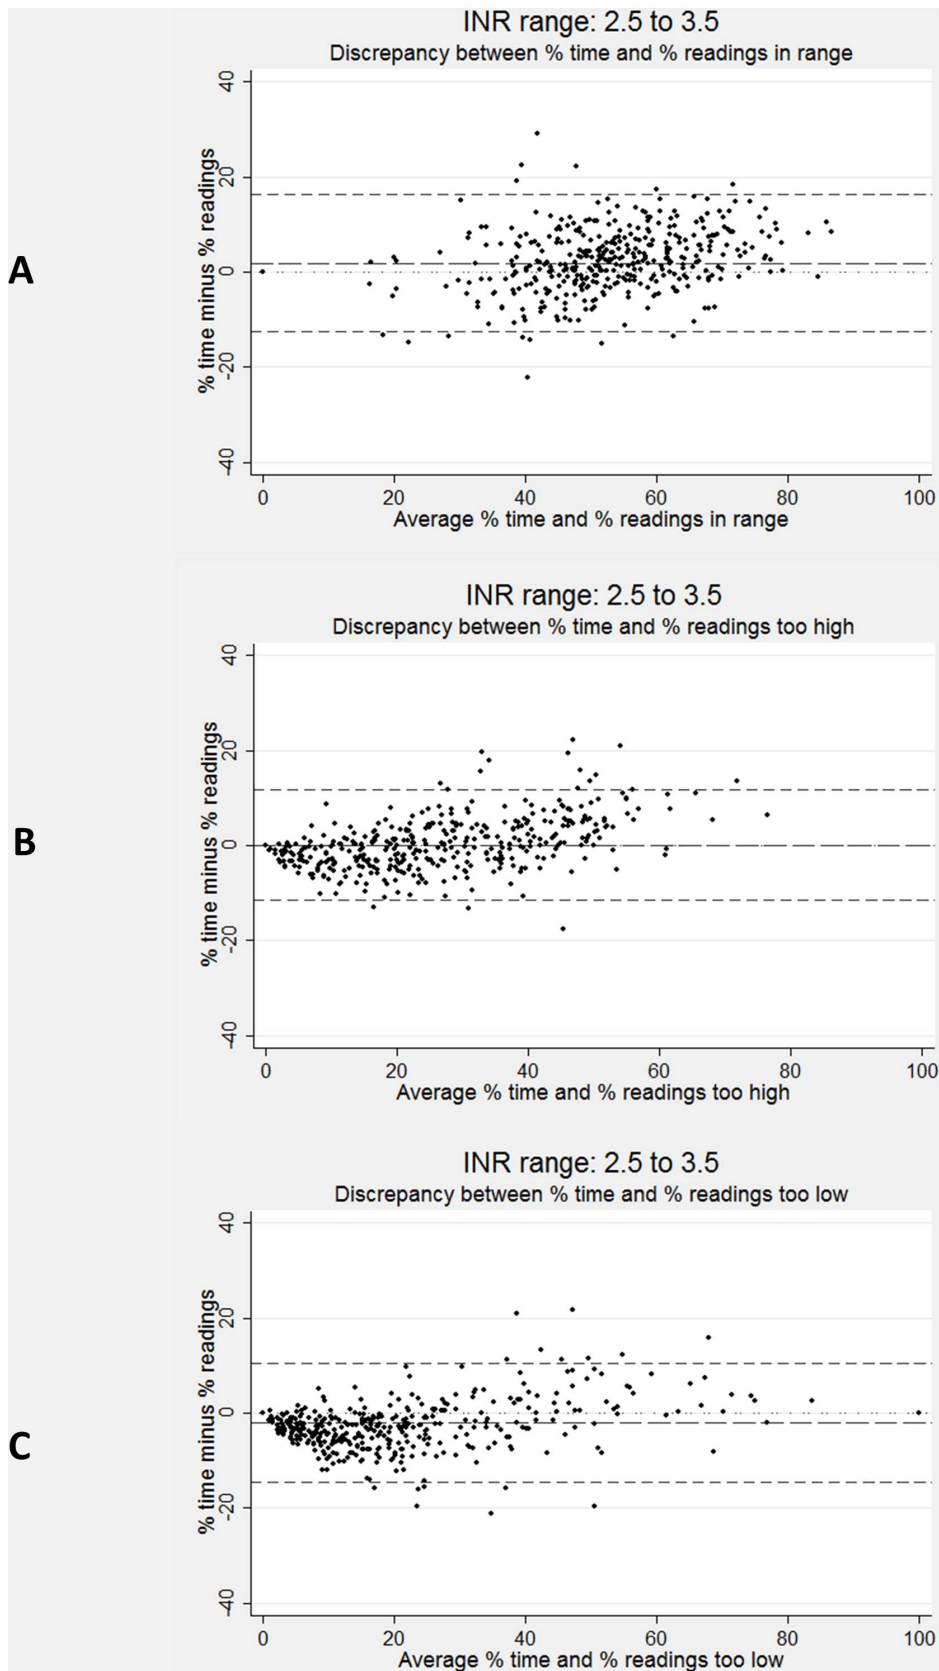 INR range: 2.5 to 3.5
Discrepancy between % time and % readings in range
A
% time minus % readings
40
20
0
-20
-40
0 20 40 60 80 100
Average % time and % readings in range
INR range: 2.5 to 3.5
Discrepancy between % time and % readings too high
B
% time minus % readings
40
20
0
-20
-40
0 20 40 60 80 100
Average % time and % readings too high
INR range: 2.5 to 3.5
Discrepancy between % time and % readings too low
C
% time minus % readings
40
20
0
-20
-40
0 20 40 60 80 100
Average % time and % readings too low